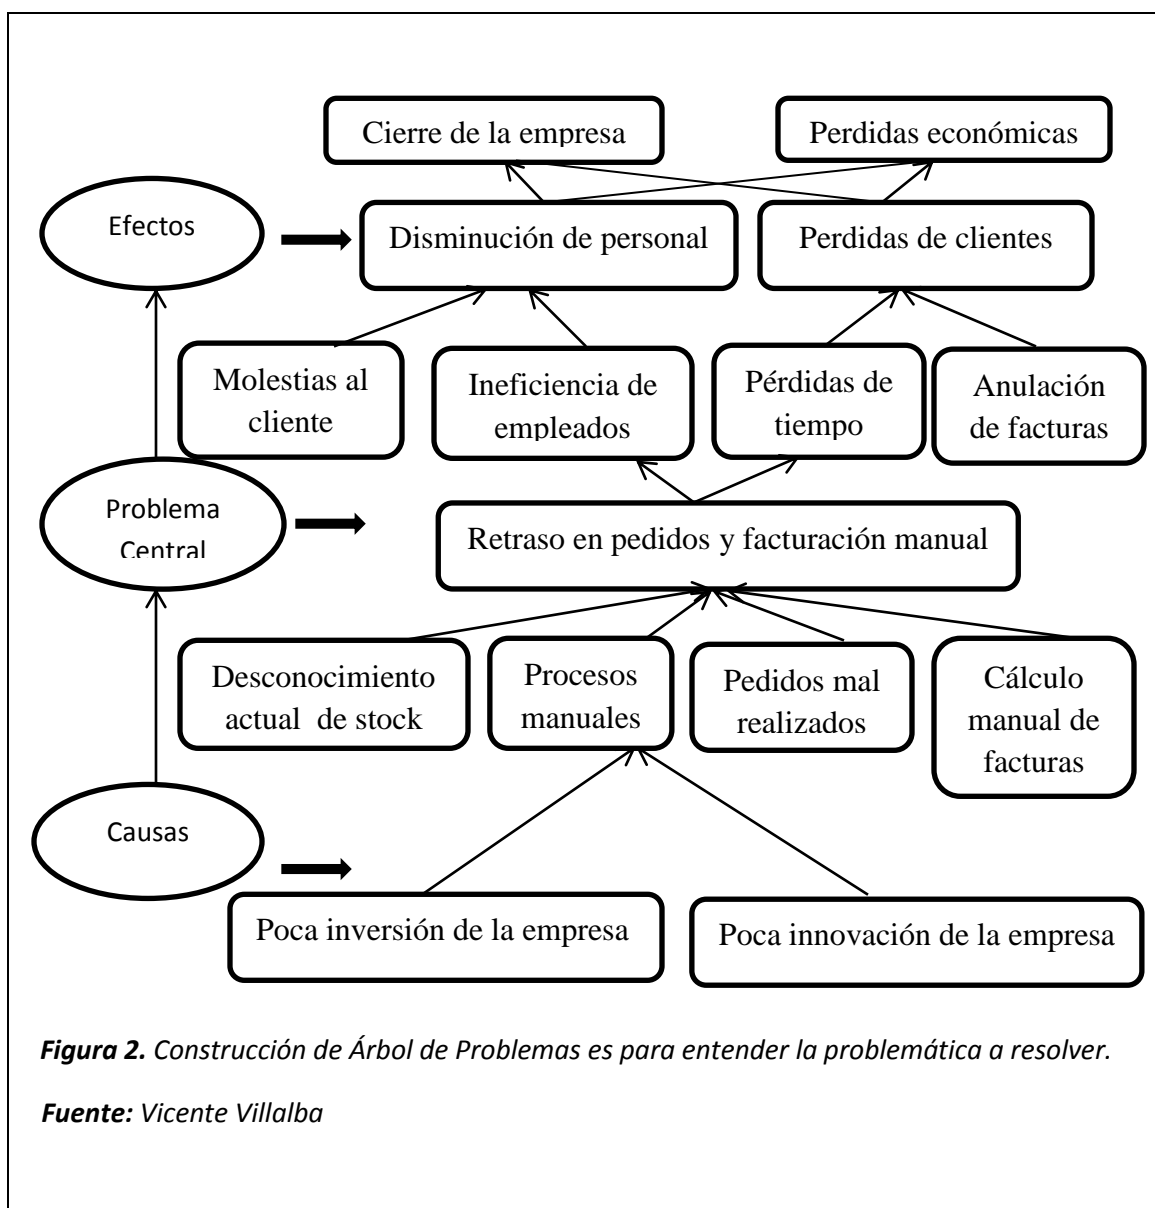 Cierre de la empresa
Perdidas económicas
Efectos
Disminución de personal
Perdidas de clientes
Molestias al
cliente
Ineficiencia de
empleados
Pérdidas de
tiempo
Anulación
de facturas
Problema
Central
Retraso en pedidos y facturación manual
Desconocimiento
actual de stock
Procesos
manuales
Pedidos mal
realizados
Cálculo
manual de
facturas
Causas
Poca inversión de la empresa
Poca innovación de la empresa
Figura 2. Construcción de Árbol de Problemas es para entender la problemática a resolver.
Fuente: Vicente Villalba